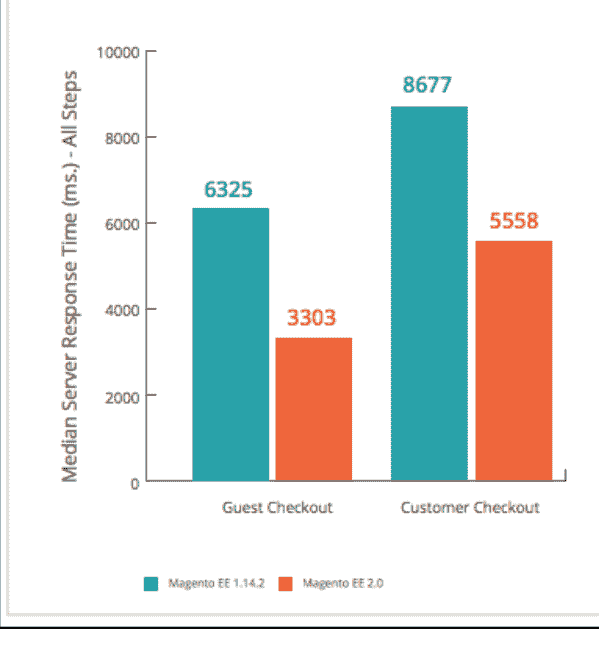 10000
8677
8000
6325
6000
5558
4000
3303
2000
0
Median Server Response Time (ms.) - All Steps
Guest Checkout
Customer Checkout
Magento EE 1.14.2
Magento EE 2.0